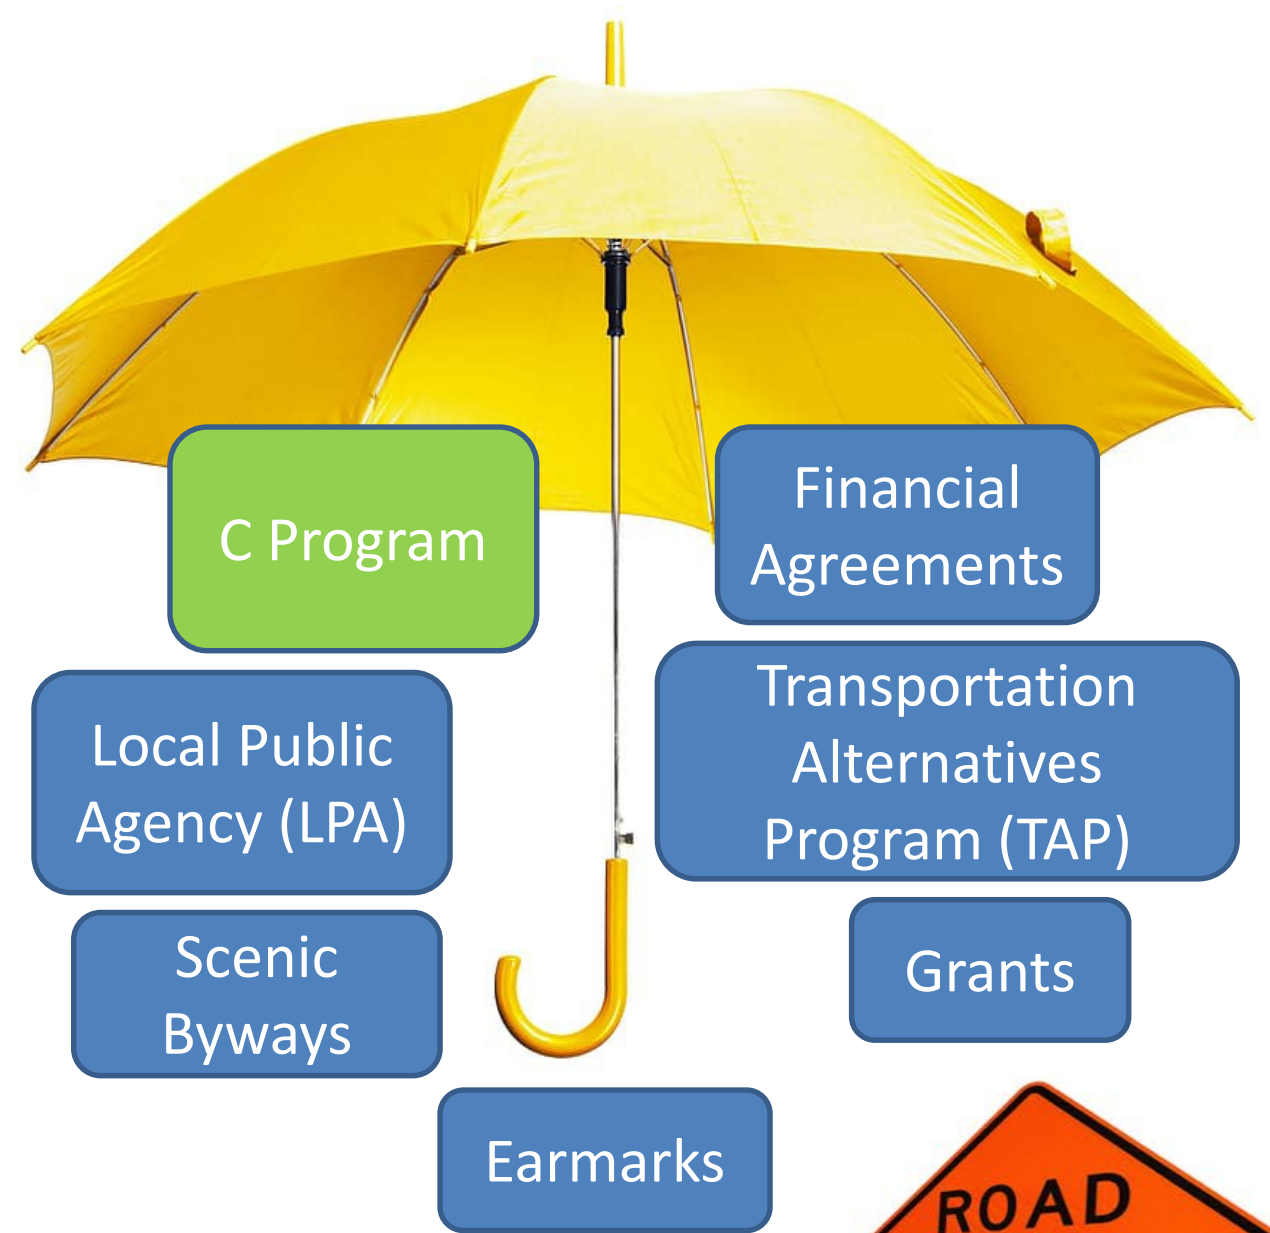 C Program
Financial
Agreements
Local Public
Agency (LPA)
Transportation
Alternatives
Program (TAP)
Scenic
Byways
Grants
Earmarks
ROAD